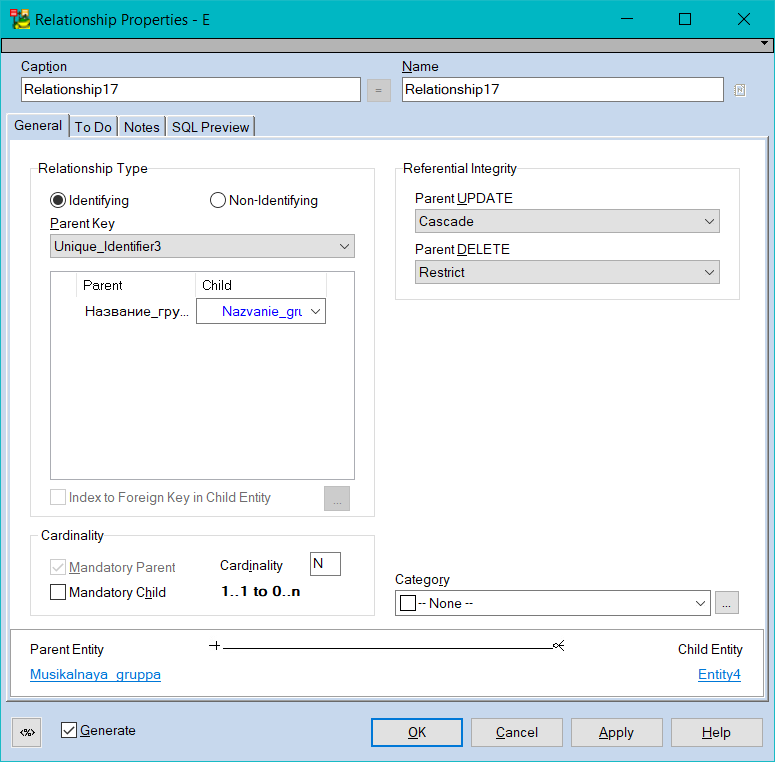 Relationship Properties - E
Caption
Name
Relationship17
=
Relationship17
General
To Do
Notes
SQL Preview
Relationship Type
Identifying
Non-Identifying
Parent Key
Unique_Identifier3
Parent
Child
Название_гру...
Nazvanie_gru
Index to Foreign Key in Child Entity
...
Referential Integrity
Parent UPDATE
Cascade
Parent DELETE
Restrict
Cardinality
Mandatory Parent
Cardinality
N
Mandatory Child
1..1 to 0..n
Category
-- None --
...
Parent Entity
Child Entity
Musikalnaya_gruppa
Entity4
<%>
Generate
OK
Cancel
Apply
Help